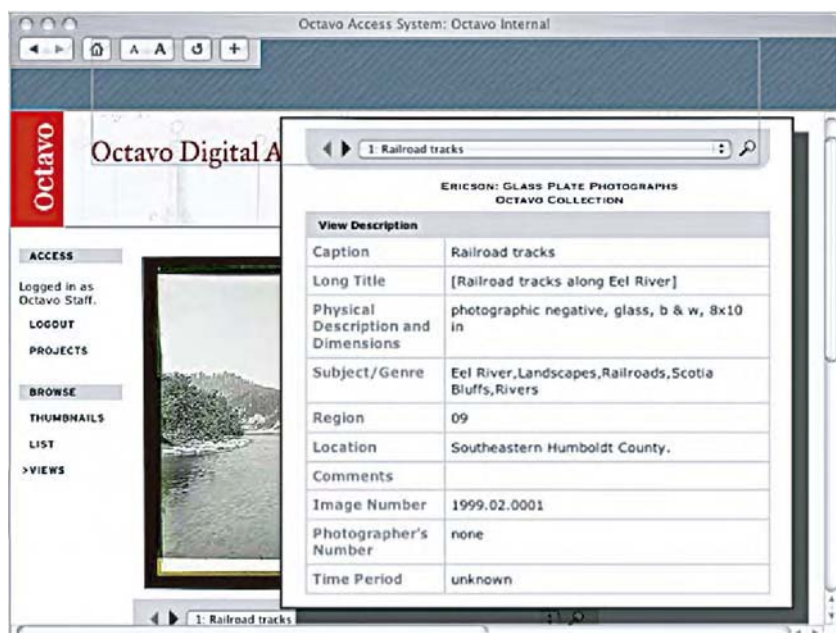 Octavo Access System: Octavo Internal
A A
Octavo
Octavo Digital A
1: Railroad tracks
ERICSON: GLASS PLATE PHOTOGRAPHS
OCTAVO COLLECTION
View Description
Caption Railroad tracks
Long Title [Railroad tracks along Eel River]
Physical Description and Dimensions photographic negative, glass, b & w, 8x10 in
Subject/Genre Eel River,Landscapes,Railroads,Scotia Bluffs,Rivers
Region 09
Location Southeastern Humboldt County.
Comments
Image Number 1999.02.0001
Photographer's Number none
Time Period unknown
ACCESS
Logged in as
Octavo Staff.
LOGOUT
PROJECTS
BROWSE
THUMBNAILS
LIST
>VIEWS
1: Railroad tracks